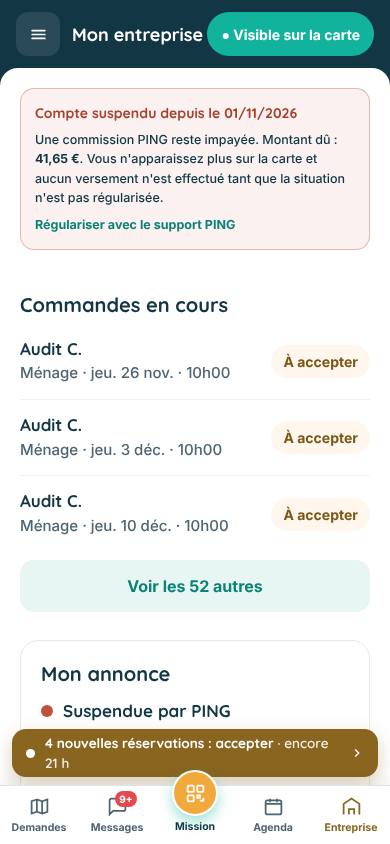 Mon entreprise
● Visible sur la carte
Compte suspendu depuis le 01/11/2026
Une commission PING reste impayée. Montant dû :
41,65 €. Vous n'apparaissez plus sur la carte et
aucun versement n'est effectué tant que la situation
n'est pas régularisée.
Régulariser avec le support PING
Commandes en cours
Audit C.
Ménage · jeu. 26 nov. · 10h00
À accepter
Audit C.
Ménage · jeu. 3 déc. · 10h00
À accepter
Audit C.
Ménage · jeu. 10 déc. · 10h00
À accepter
Voir les 52 autres
Mon annonce
Suspendue par PING
4 nouvelles réservations : accepter · encore
21 h
9+
Demandes
Messages
Mission
Agenda
Entreprise